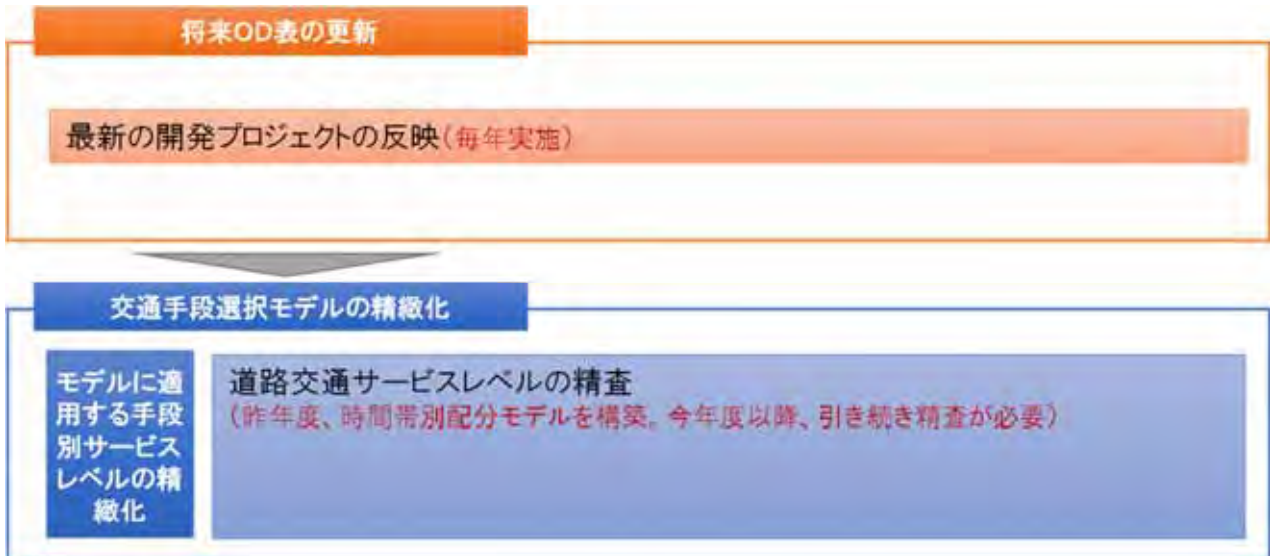 将来OD表の更新
最新の開発プロジェクトの反映(毎年実施)
交通手段選択モデルの精緻化
モデルに適
用する手段
別サービス
レベルの精
緻化
道路交通サービスレベルの精査
(昨年度、時間帯別配分モデルを構築。今年度以降、引き続き精査が必要)